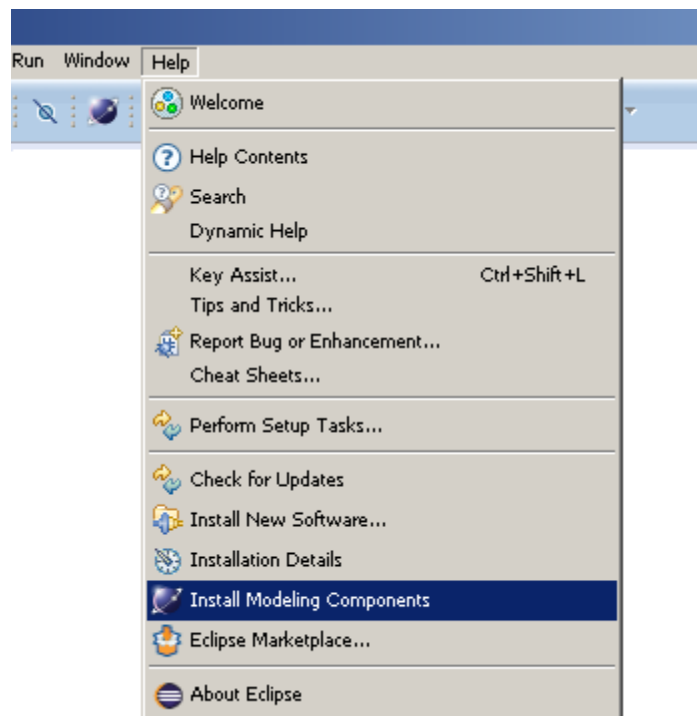 Run Window Help
Welcome
Help Contents
Search
Dynamic Help
Key Assist... Ctrl+Shift+L
Tips and Tricks...
Report Bug or Enhancement...
Cheat Sheets...
Perform Setup Tasks...
Check for Updates
Install New Software...
Installation Details
Install Modeling Components
Eclipse Marketplace...
About Eclipse